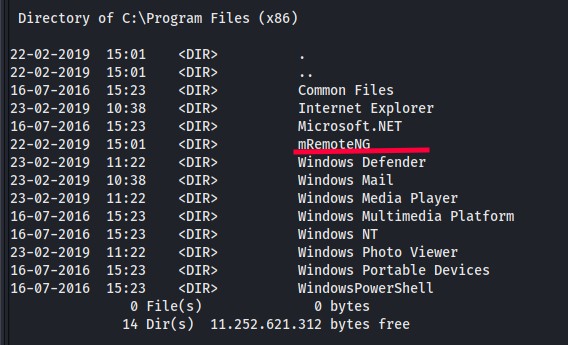 Directory of C:\Program Files (x86)
22-02-2019 15:01 <DIR> .
22-02-2019 15:01 <DIR> ..
16-07-2016 15:23 <DIR> Common Files
23-02-2019 10:38 <DIR> Internet Explorer
16-07-2016 15:23 <DIR> Microsoft.NET
22-02-2019 15:01 <DIR> mRemoteNG
23-02-2019 11:22 <DIR> Windows Defender
23-02-2019 10:38 <DIR> Windows Mail
23-02-2019 11:22 <DIR> Windows Media Player
16-07-2016 15:23 <DIR> Windows Multimedia Platform
16-07-2016 15:23 <DIR> Windows NT
23-02-2019 11:22 <DIR> Windows Photo Viewer
16-07-2016 15:23 <DIR> Windows Portable Devices
16-07-2016 15:23 <DIR> WindowsPowerShell
0 File(s) 0 bytes
14 Dir(s) 11.252.621.312 bytes free